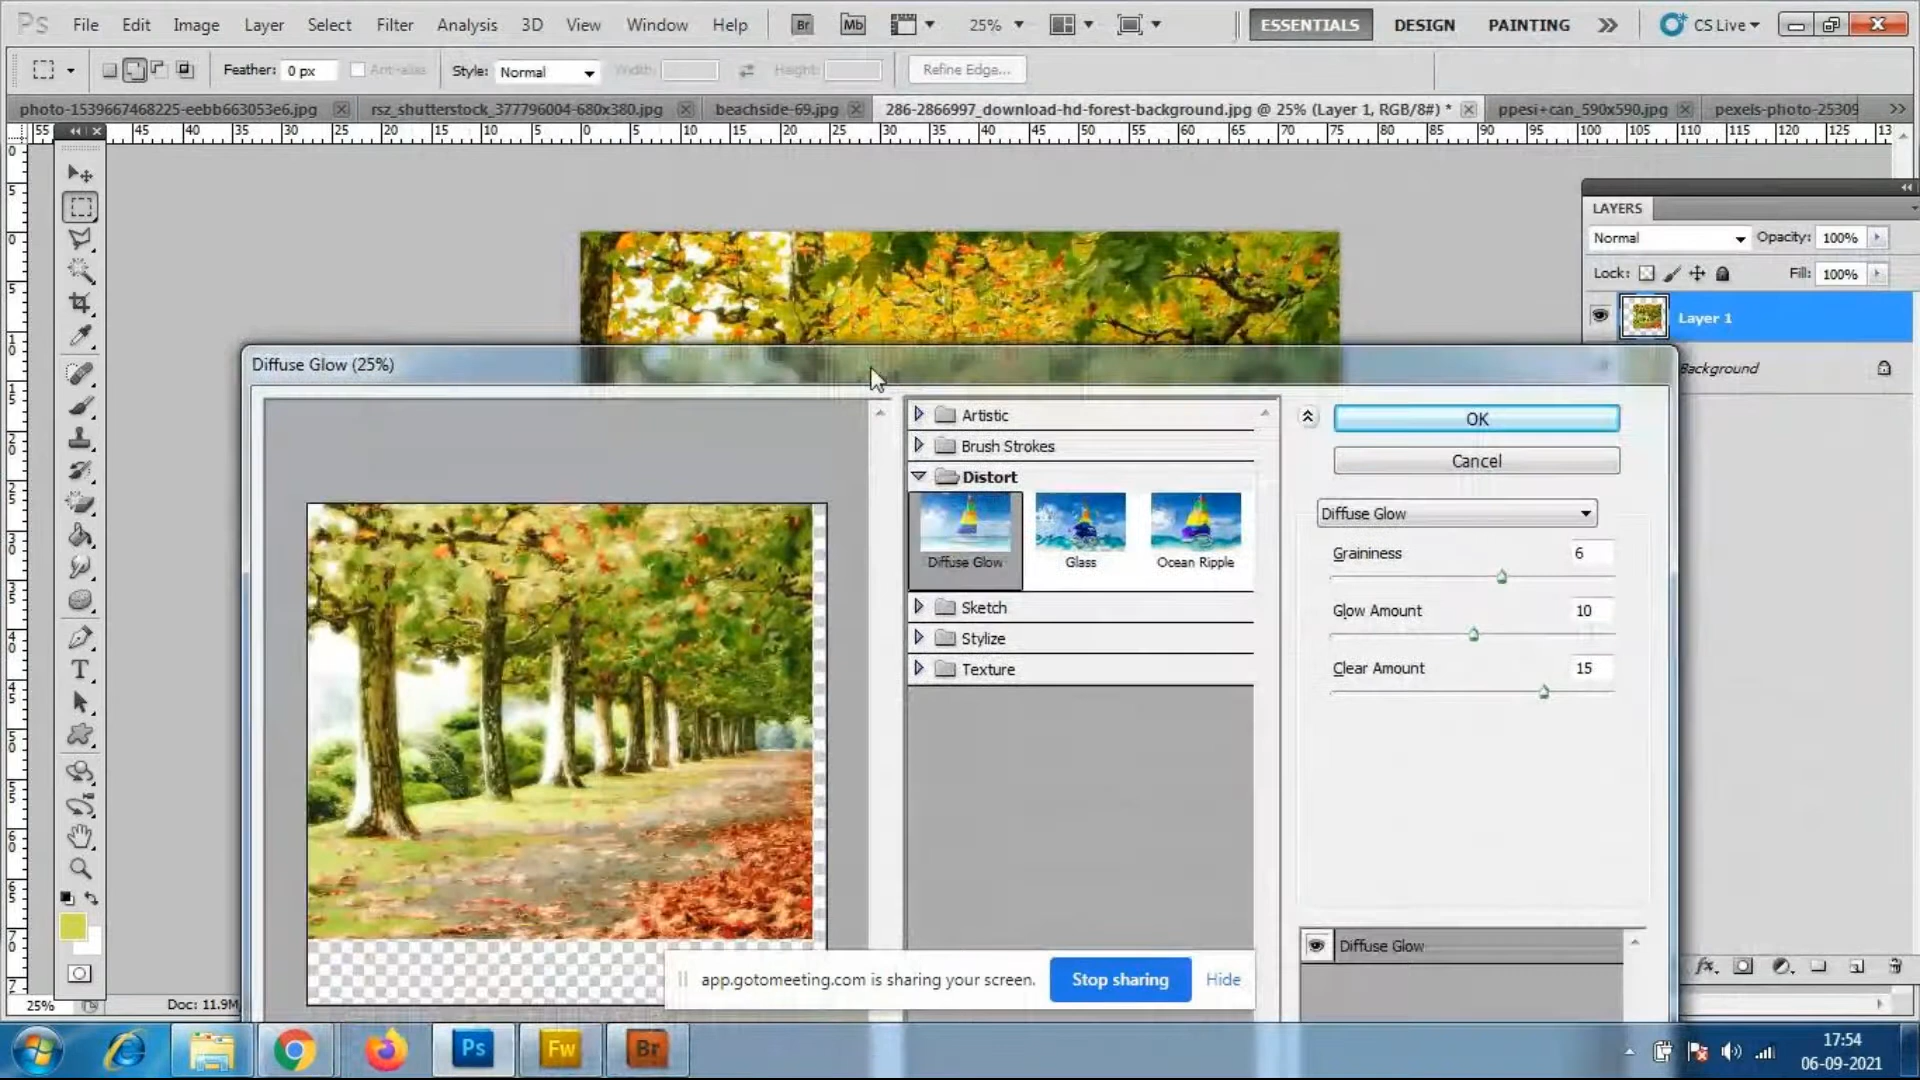 Ps File Edit Image Layer Select Filter Analysis 3D View Window Help Br Mb 25% ESSENTIALS DESIGN PAINTING CS Live
Feather: 0 px Anti-alias Style: Normal Width: Height: Refine Edge...
photo-1539667468225-eebb663053e6.jpg rsz_shutterstock_377796004-680x380.jpg beachside-69.jpg 286-2866997_download-hd-forest-background.jpg @ 25% (Layer 1, RGB/8#) * ppesi+can_590x590.jpg pexels-photo-25309
55 45 40 35 30 25 20 15 10 5 0 5 10 15 20 25 30 35 40 45 50 55 60 65 70 75 80 85 90 95 100 105 110 115 120 125
LAYERS
Normal Opacity: 100%
Lock: Fill: 100%
Layer 1
Background
Diffuse Glow (25%)
Artistic
Brush Strokes
Distort
Diffuse Glow Glass Ocean Ripple
Sketch
Stylize
Texture
OK
Cancel
Diffuse Glow
Graininess 6
Glow Amount 10
Clear Amount 15
Diffuse Glow
app.gotomeeting.com is sharing your screen. Stop sharing Hide
25% Doc: 11.9M
Ps Fw Br
17:54
06-09-2021